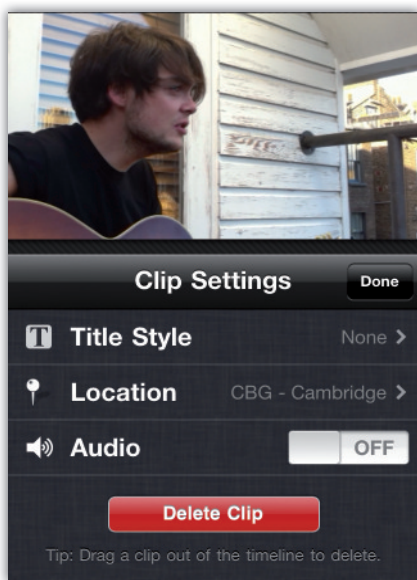 Clip Settings
Done
Title Style
None
Location
CBG - Cambridge
Audio
OFF
Delete Clip
Tip: Drag a clip out of the timeline to delete.